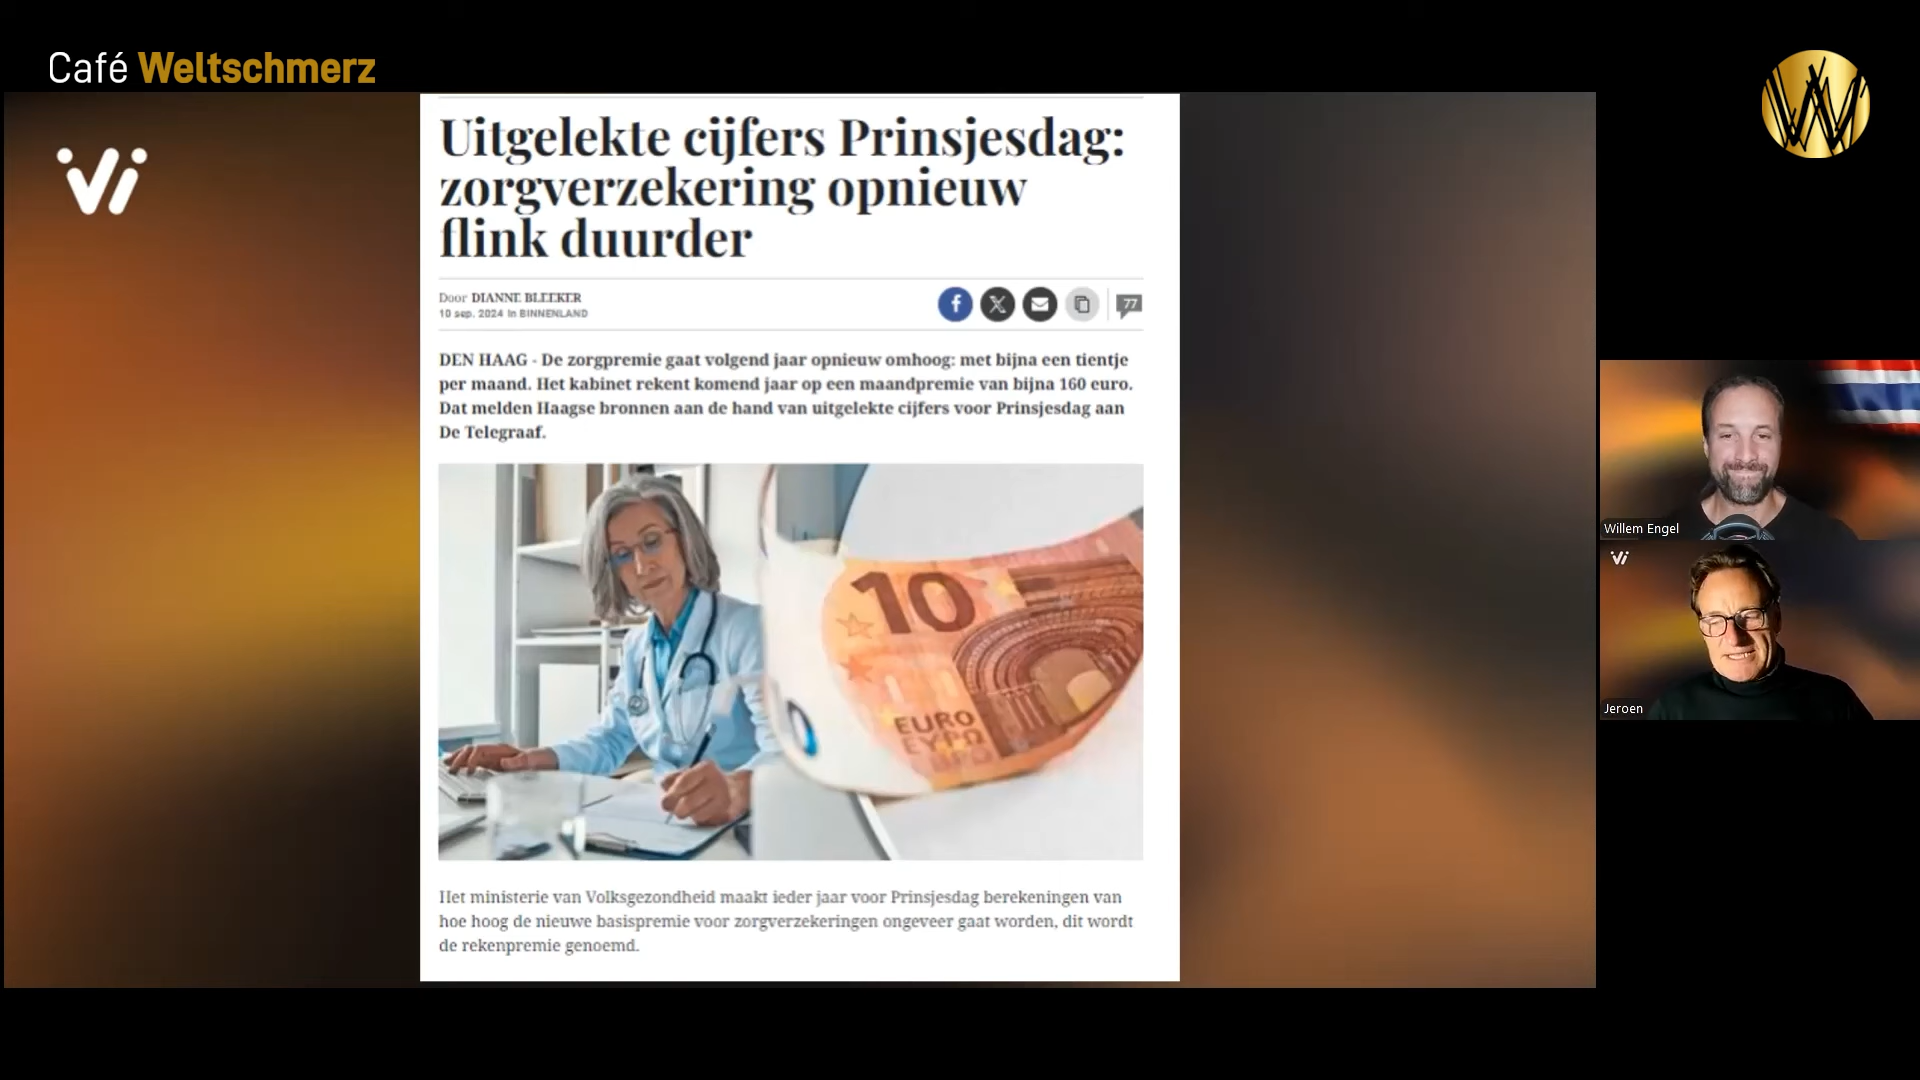 Café Weltschmerz
Uitgelekte cijfers Prinsjesdag:
zorgverzekering opnieuw
flink duurder
Door DIANNE BLEEKER
10 sep. 2024 in BINNENLAND
77
DEN HAAG - De zorgpremie gaat volgend jaar opnieuw omhoog: met bijna een tientje
per maand. Het kabinet rekent komend jaar op een maandpremie van bijna 160 euro.
Dat melden Haagse bronnen aan de hand van uitgelekte cijfers voor Prinsjesdag aan
De Telegraaf.
10
EURO
ΕΥΡΩ
Het ministerie van Volksgezondheid maakt ieder jaar voor Prinsjesdag berekeningen van
hoe hoog de nieuwe basispremie voor zorgverzekeringen ongeveer gaat worden, dit wordt
de rekenpremie genoemd.
Willem Engel
Jeroen